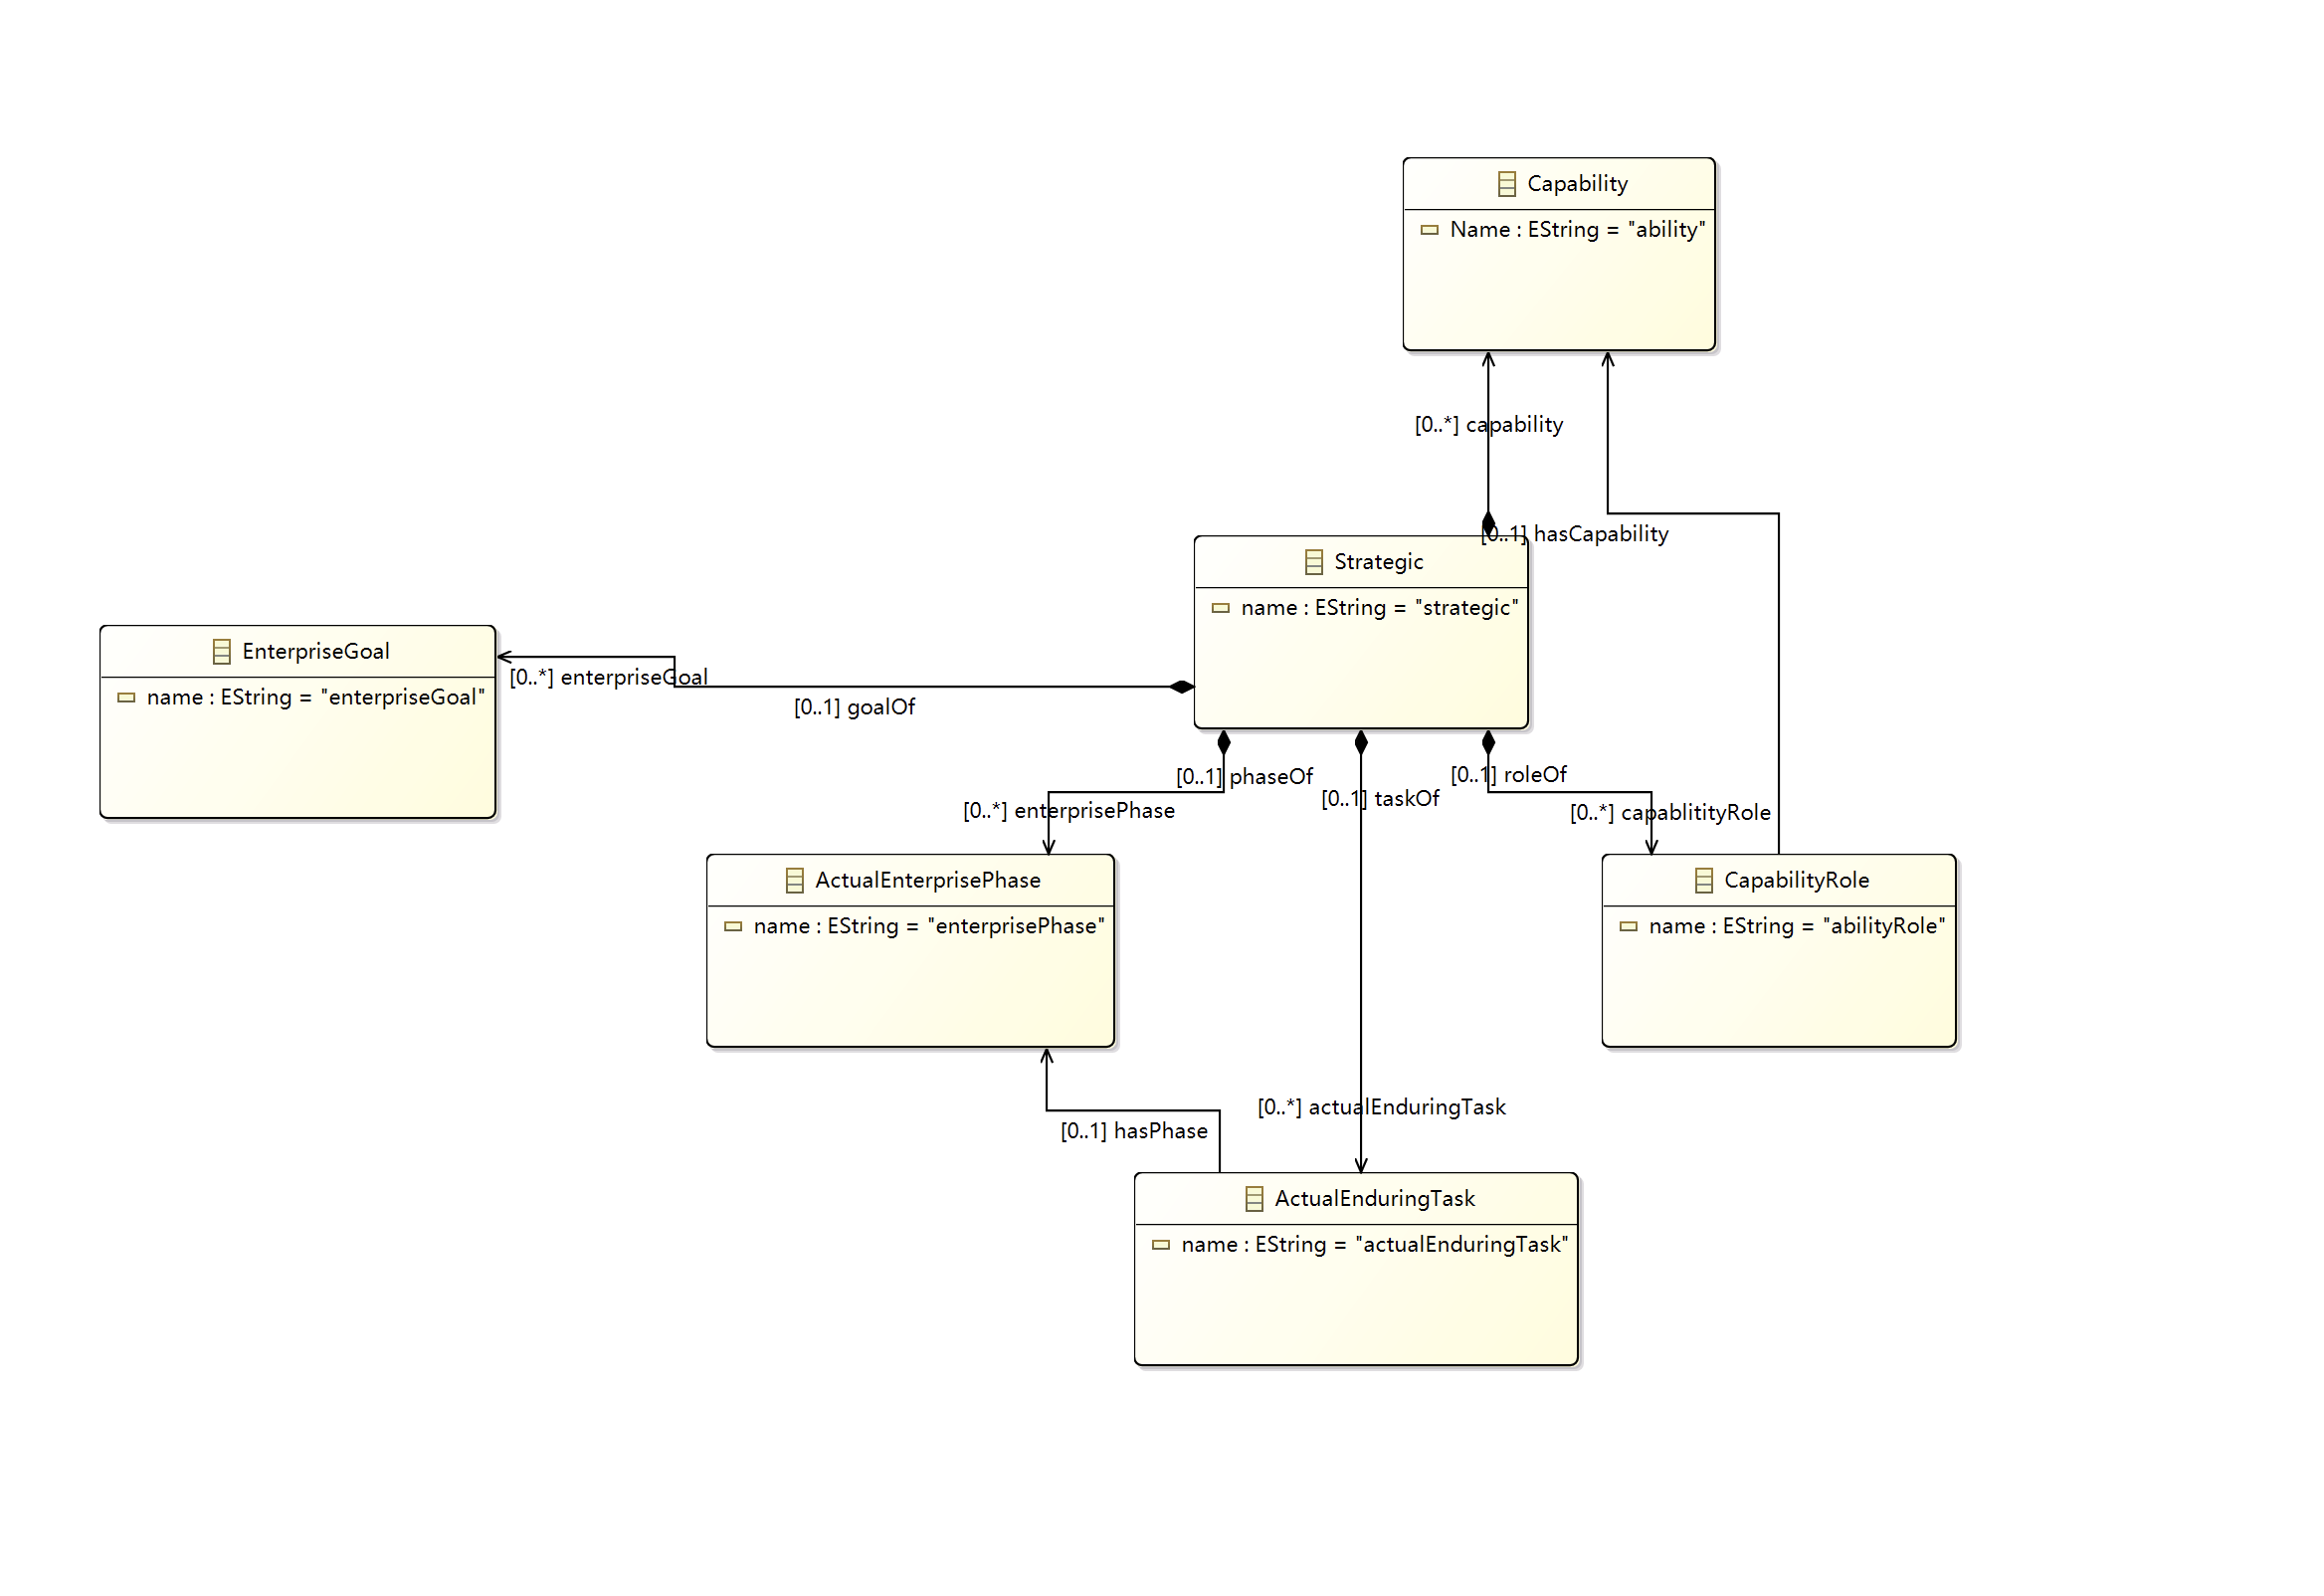 Capability
Name : EString = "ability"
[0..*] capability
[0..1] hasCapability
Strategic
name : EString = "strategic"
EnterpriseGoal
name : EString = "enterpriseGoal"
[0..*] enterpriseGoal
[0..1] goalOf
[0..1] phaseOf
[0..1] roleOf
[0..1] taskOf
[0..*] enterprisePhase
[0..*] capablitityRole
ActualEnterprisePhase
name : EString = "enterprisePhase"
CapabilityRole
name : EString = "abilityRole"
[0..*] actualEnduringTask
[0..1] hasPhase
ActualEnduringTask
name : EString = "actualEnduringTask"